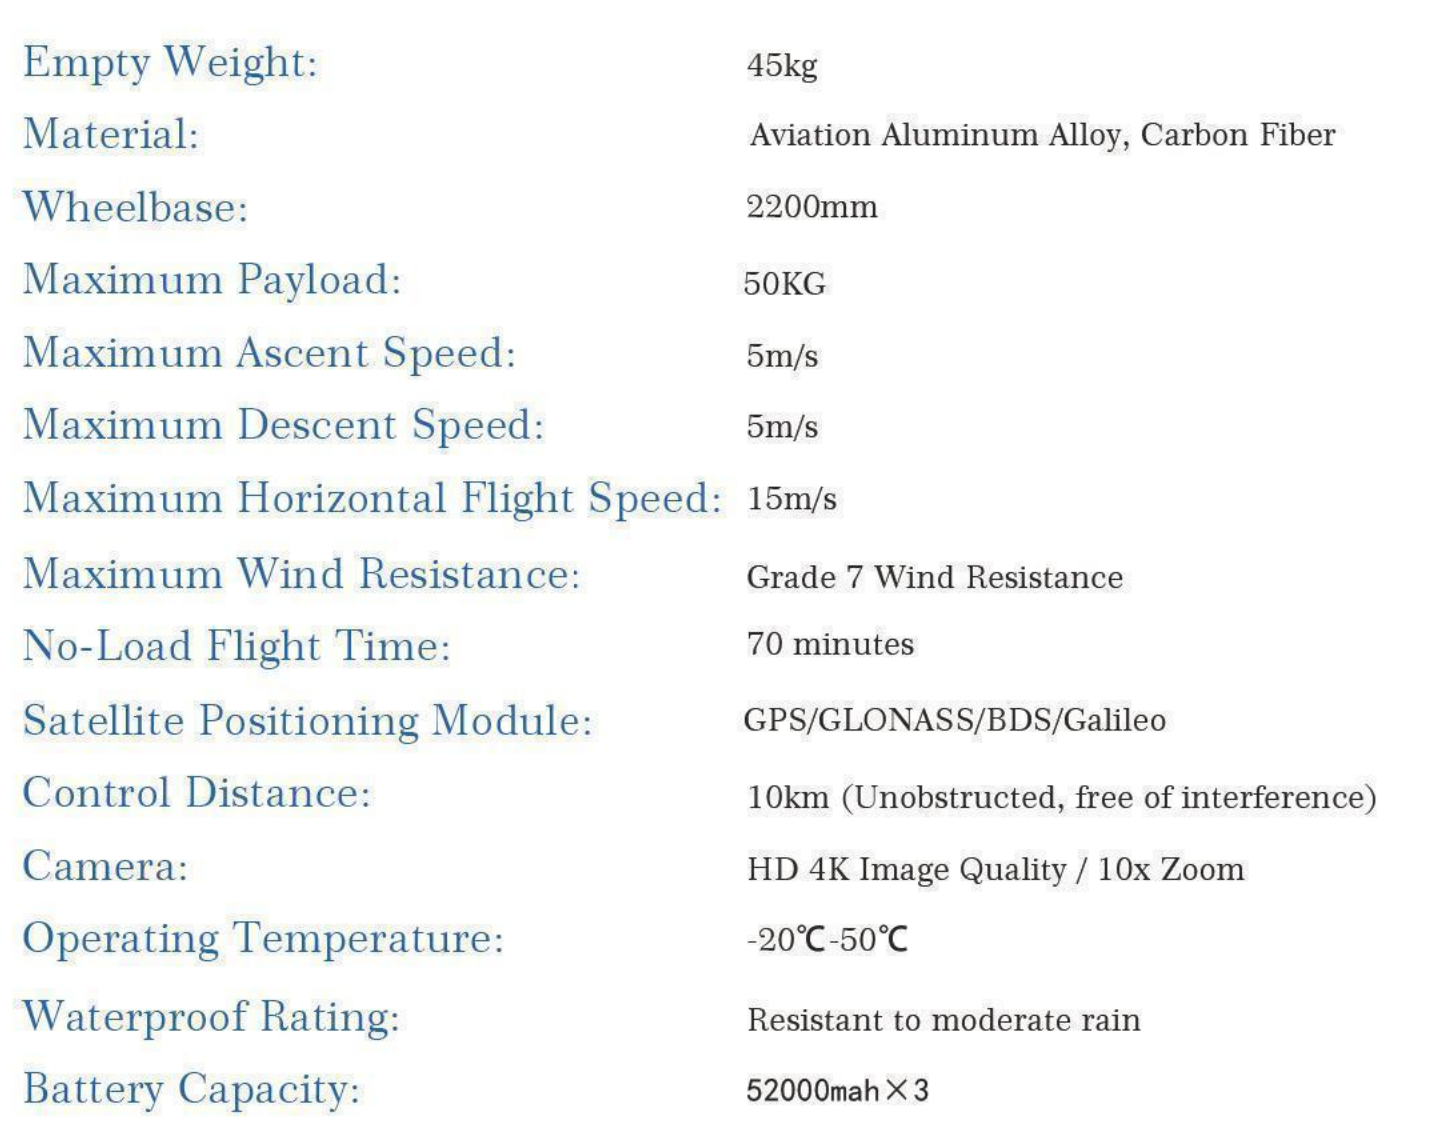 Empty Weight: 45kg
Material: Aviation Aluminum Alloy, Carbon Fiber
Wheelbase: 2200mm
Maximum Payload: 50KG
Maximum Ascent Speed: 5m/s
Maximum Descent Speed: 5m/s
Maximum Horizontal Flight Speed: 15m/s
Maximum Wind Resistance: Grade 7 Wind Resistance
No-Load Flight Time: 70 minutes
Satellite Positioning Module: GPS/GLONASS/BDS/Galileo
Control Distance: 10km (Unobstructed, free of interference)
Camera: HD 4K Image Quality / 10x Zoom
Operating Temperature: -20℃-50℃
Waterproof Rating: Resistant to moderate rain
Battery Capacity: 52000mah×3